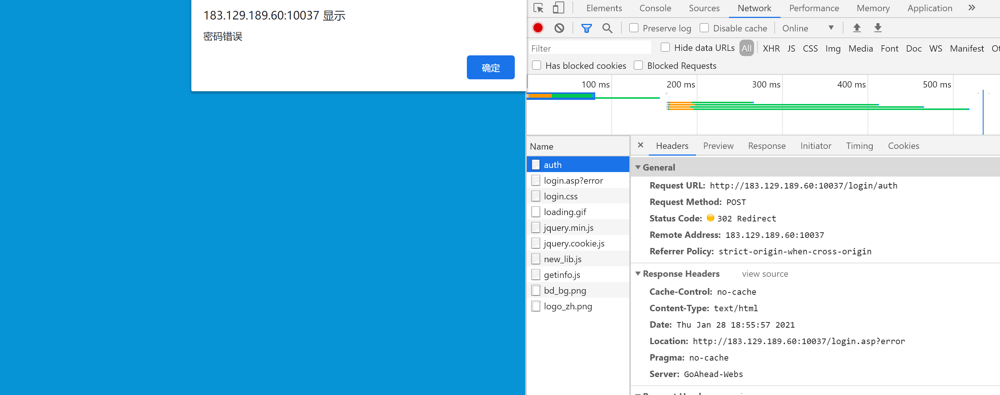 183.129.189.60:10037 显示
密码错误
确定
Elements Console Sources Network Performance Memory Application
Preserve log Disable cache Online
Filter Hide data URLs All XHR JS CSS Img Media Font Doc WS Manifest Ot
Has blocked cookies Blocked Requests
100 ms 200 ms 300 ms 400 ms 500 ms
Name
auth
login.asp?error
login.css
loading.gif
jquery.min.js
jquery.cookie.js
new_lib.js
getinfo.js
bd_bg.png
logo_zh.png
Headers Preview Response Initiator Timing Cookies
General
Request URL: http://183.129.189.60:10037/login/auth
Request Method: POST
Status Code: 302 Redirect
Remote Address: 183.129.189.60:10037
Referrer Policy: strict-origin-when-cross-origin
Response Headers view source
Cache-Control: no-cache
Content-Type: text/html
Date: Thu Jan 28 18:55:57 2021
Location: http://183.129.189.60:10037/login.asp?error
Pragma: no-cache
Server: GoAhead-Webs